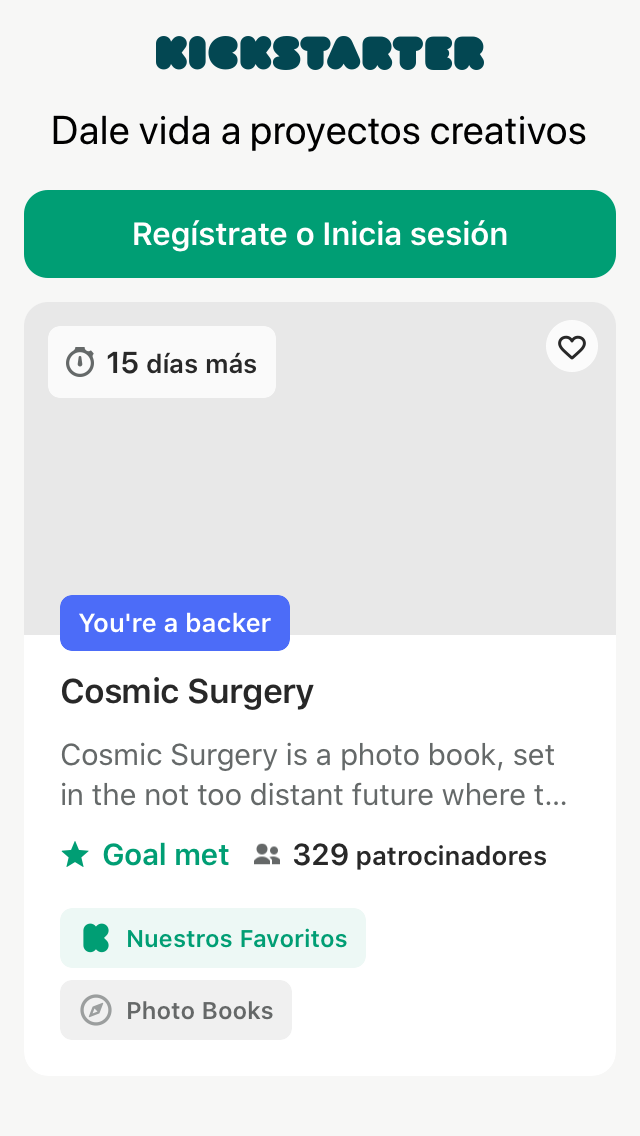 KICKSTARTER
Dale vida a proyectos creativos
Regístrate o Inicia sesión
15 días más
You're a backer
Cosmic Surgery
Cosmic Surgery is a photo book, set
in the not too distant future where t...
Goal met 329 patrocinadores
Nuestros Favoritos
Photo Books